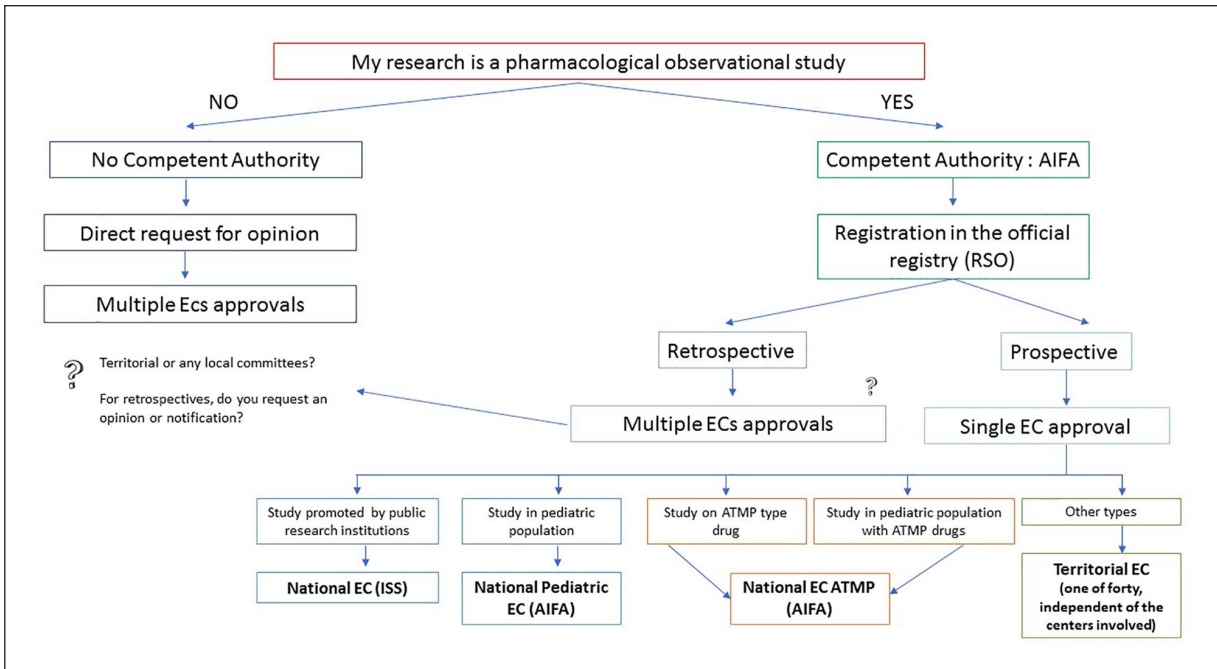 My research is a pharmacological observational study
NO
YES
No Competent Authority
Competent Authority : AIFA
Direct request for opinion
Registration in the official
registry (RSO)
Multiple Ecs approvals
Retrospective
Prospective
?
Territorial or any local committees?
For retrospectives, do you request an
opinion or notification?
?
Multiple ECs approvals
Single EC approval
Study promoted by public
research institutions
Study in pediatric
population
Study on ATMP type
drug
Study in pediatric population
with ATMP drugs
Other types
National EC (ISS)
National Pediatric
EC (AIFA)
National EC ATMP
(AIFA)
Territorial EC
(one of forty,
independent of the
centers involved)